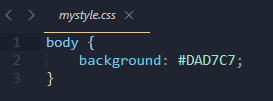 mystyle.css ×
1 body {
2     background: #DAD7C7;
3 }